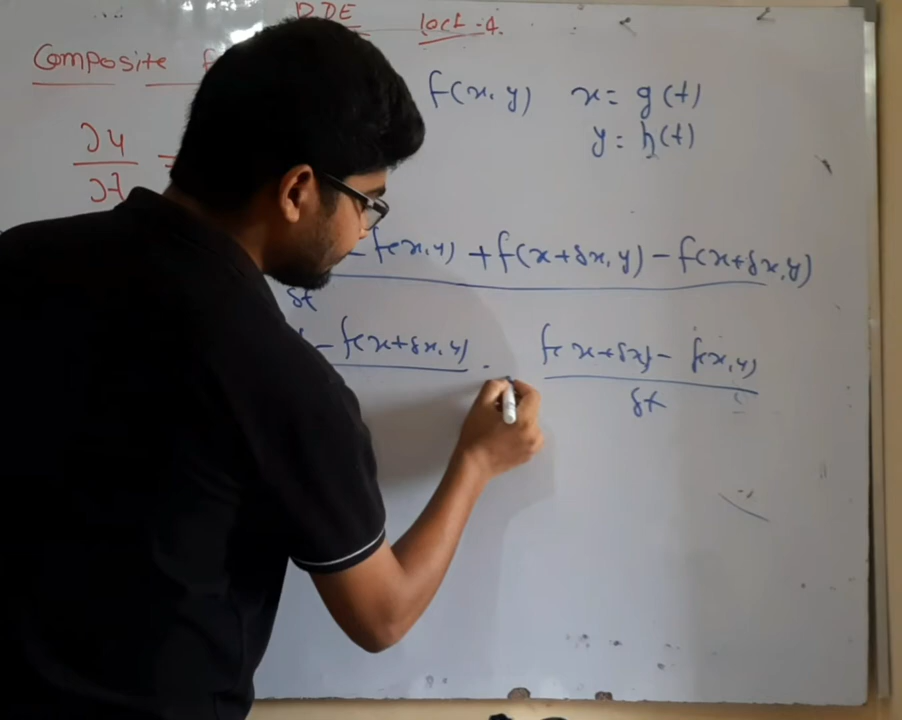 PDE Lect-4.
Composite
f(x, y) x = g(t)
y = h(t)
∂u/∂t =
- f(x,y) + f(x+δx, y) - f(x+δx, y)
δt
- f(x+δx, y) f(x+δx,y) - f(x,y)
δt